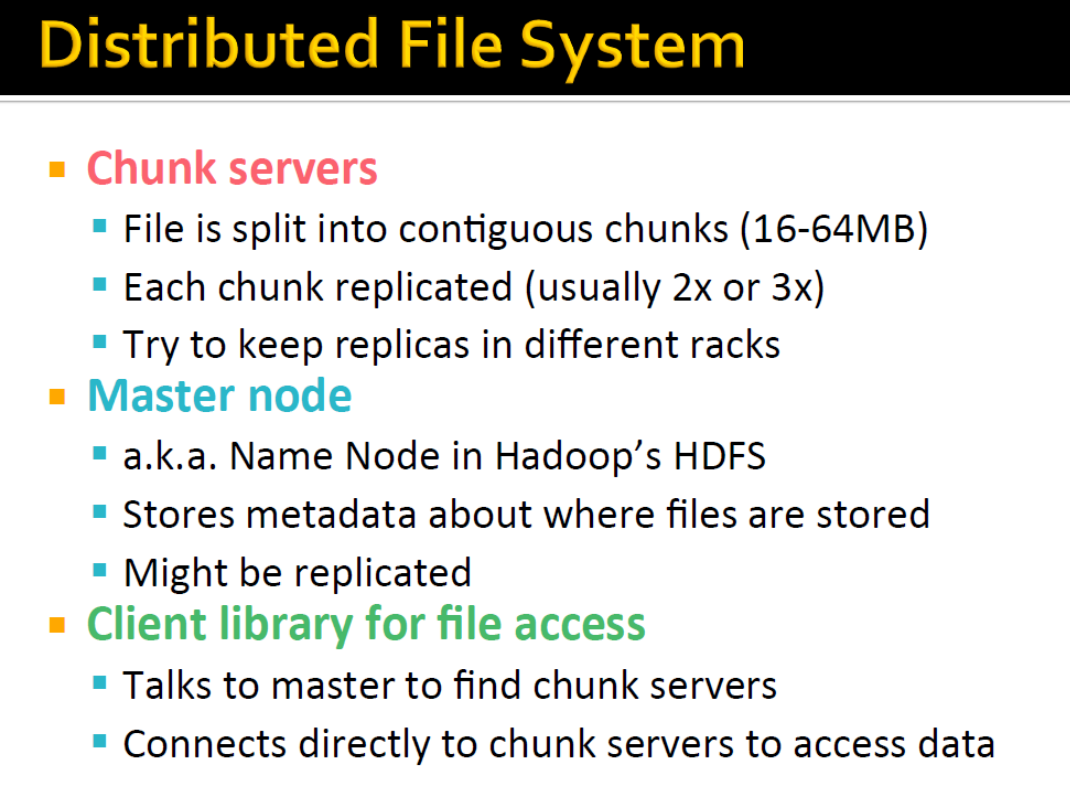 Distributed File System
Chunk servers
File is split into contiguous chunks (16-64MB)
Each chunk replicated (usually 2x or 3x)
Try to keep replicas in different racks
Master node
a.k.a. Name Node in Hadoop’s HDFS
Stores metadata about where files are stored
Might be replicated
Client library for file access
Talks to master to find chunk servers
Connects directly to chunk servers to access data